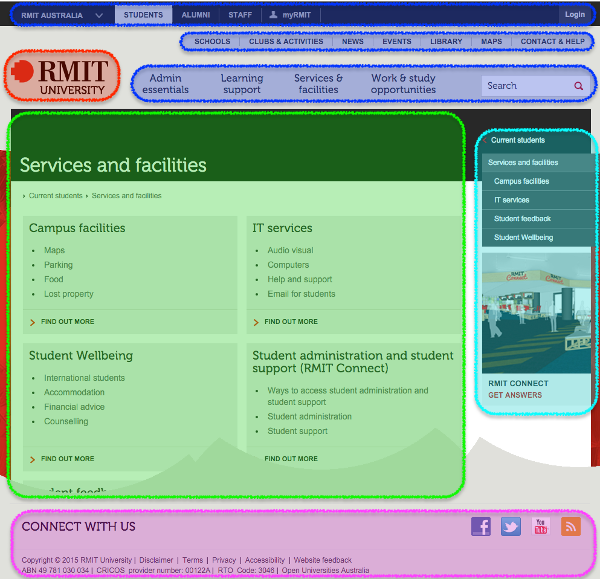 RMIT AUSTRALIA STUDENTS ALUMNI STAFF myRMIT Login
SCHOOLS CLUBS & ACTIVITIES NEWS EVENTS LIBRARY MAPS CONTACT & HELP
RMIT
UNIVERSITY
Admin essentials
Learning support
Services & facilities
Work & study opportunities
Search
Services and facilities
Current students Services and facilities
Campus facilities
• Maps
• Parking
• Food
• Lost property
FIND OUT MORE
IT services
• Audio visual
• Computers
• Help and support
• Email for students
FIND OUT MORE
Student Wellbeing
• International students
• Accommodation
• Financial advice
• Counselling
FIND OUT MORE
Student administration and student
support (RMIT Connect)
• Ways to access student administration and
student support
• Student administration
• Student support
FIND OUT MORE
Current students
Services and facilities
Campus facilities
IT services
Student feedback
Student Wellbeing
RMIT
Connect
RMIT
Connect
RMIT CONNECT
GET ANSWERS
CONNECT WITH US
You
Tube
Copyright © 2015 RMIT University | Disclaimer | Terms | Privacy | Accessibility | Website feedback
ABN 49 781 030 034 | CRICOS provider number: 00122A | RTO Code: 3046 | Open Universities Australia